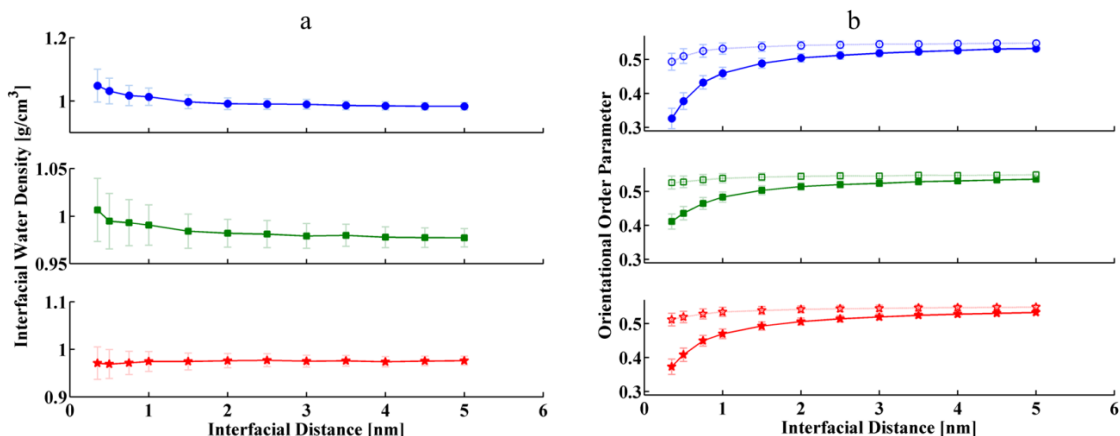 a
1.2
1
0.8
1.05
1
0.95
1.1
1
0.9
0 1 2 3 4 5 6
Interfacial Water Density [g/cm³]
Interfacial Distance [nm]
b
0.5
0.4
0.3
0.5
0.4
0.3
0.5
0.4
0.3
0 1 2 3 4 5 6
Orientational Order Parameter
Interfacial Distance [nm]